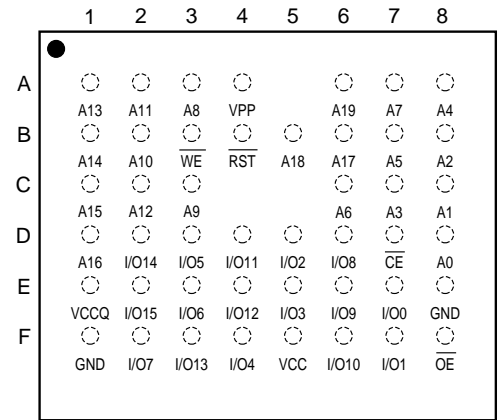 1 2 3 4 5 6 7 8
A
A13 A11 A8 VPP A19 A7 A4
B
A14 A10 WE RST A18 A17 A5 A2
C
A15 A12 A9 A6 A3 A1
D
A16 I/O14 I/O5 I/O11 I/O2 I/O8 CE A0
E
VCCQ I/O15 I/O6 I/O12 I/O3 I/O9 I/O0 GND
F
GND I/O7 I/O13 I/O4 VCC I/O10 I/O1 OE